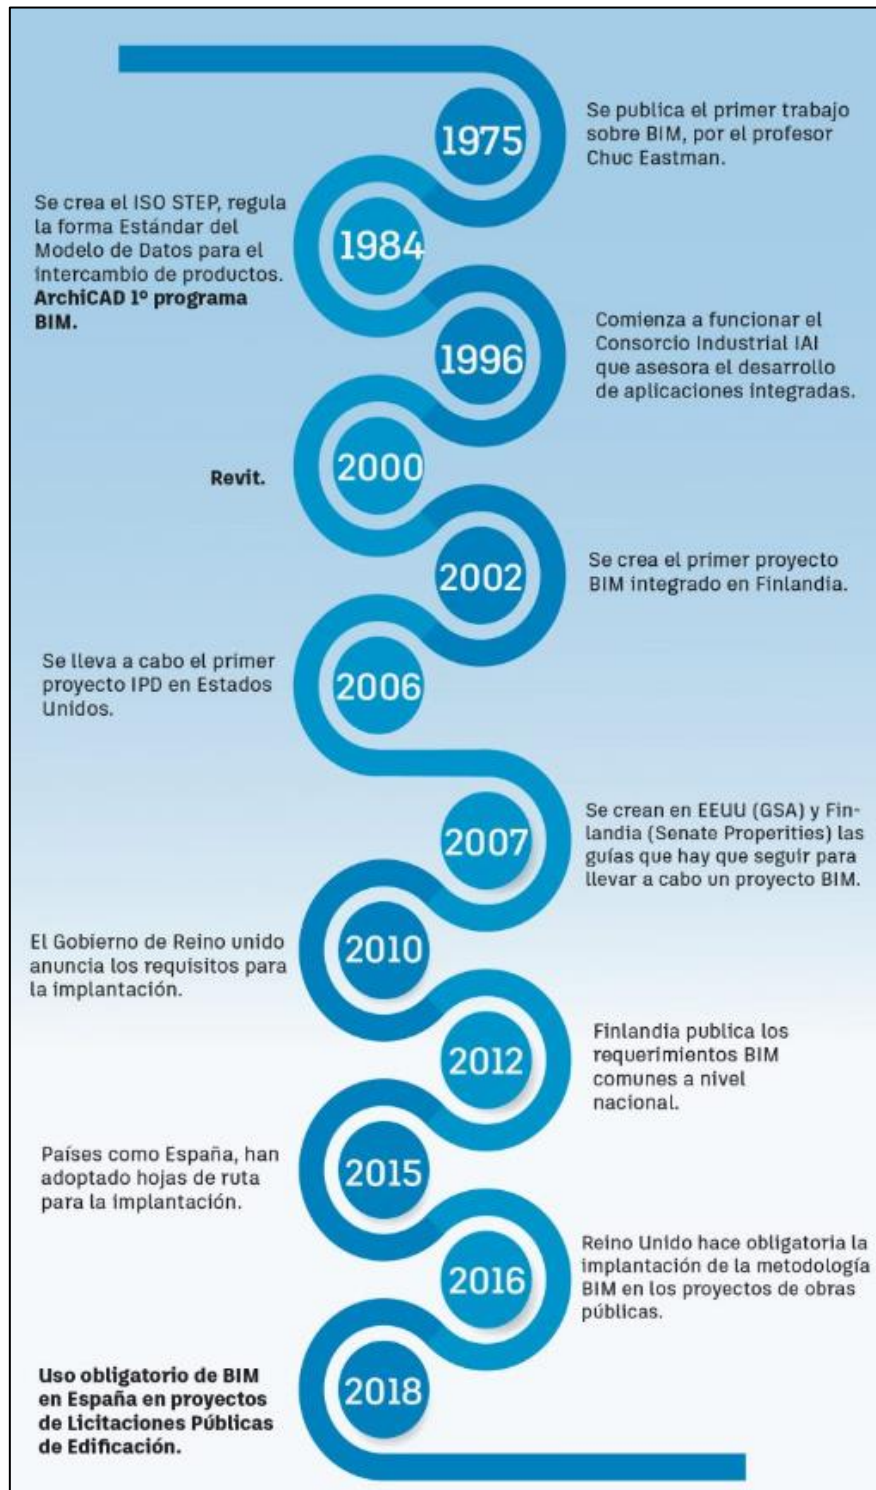 1975
Se publica el primer trabajo
sobre BIM, por el profesor
Chuc Eastman.
Se crea el ISO STEP, regula
la forma Estándar del
Modelo de Datos para el
intercambio de productos.
ArchiCAD 1º programa
BIM.
1984
1996
Comienza a funcionar el
Consorcio Industrial IAI
que asesora el desarrollo
de aplicaciones integradas.
Revit.
2000
2002
Se crea el primer proyecto
BIM integrado en Finlandia.
Se lleva a cabo el primer
proyecto IPD en Estados
Unidos.
2006
2007
Se crean en EEUU (GSA) y Fin-
landia (Senate Properities) las
guías que hay que seguir para
llevar a cabo un proyecto BIM.
El Gobierno de Reino unido
anuncia los requisitos para
la implantación.
2010
2012
Finlandia publica los
requerimientos BIM
comunes a nivel
nacional.
Países como España, han
adoptado hojas de ruta
para la implantación.
2015
2016
Reino Unido hace obligatoria la
implantación de la metodología
BIM en los proyectos de obras
públicas.
Uso obligatorio de BIM
en España en proyectos
de Licitaciones Públicas
de Edificación.
2018